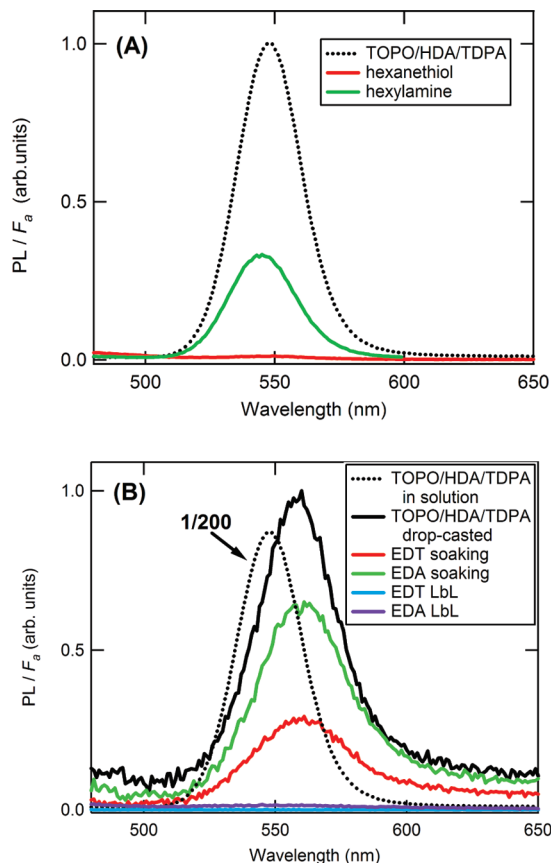 (A)
TOPO/HDA/TDPA
hexanethiol
hexylamine
1.0
0.5
0.0
PL / Fa (arb.units)
500
550
600
650
Wavelength (nm)
(B)
TOPO/HDA/TDPA
in solution
TOPO/HDA/TDPA
drop-casted
EDT soaking
EDA soaking
EDT LbL
EDA LbL
1/200
1.0
0.5
0.0
PL / Fa (arb. units)
500
550
600
650
Wavelength (nm)